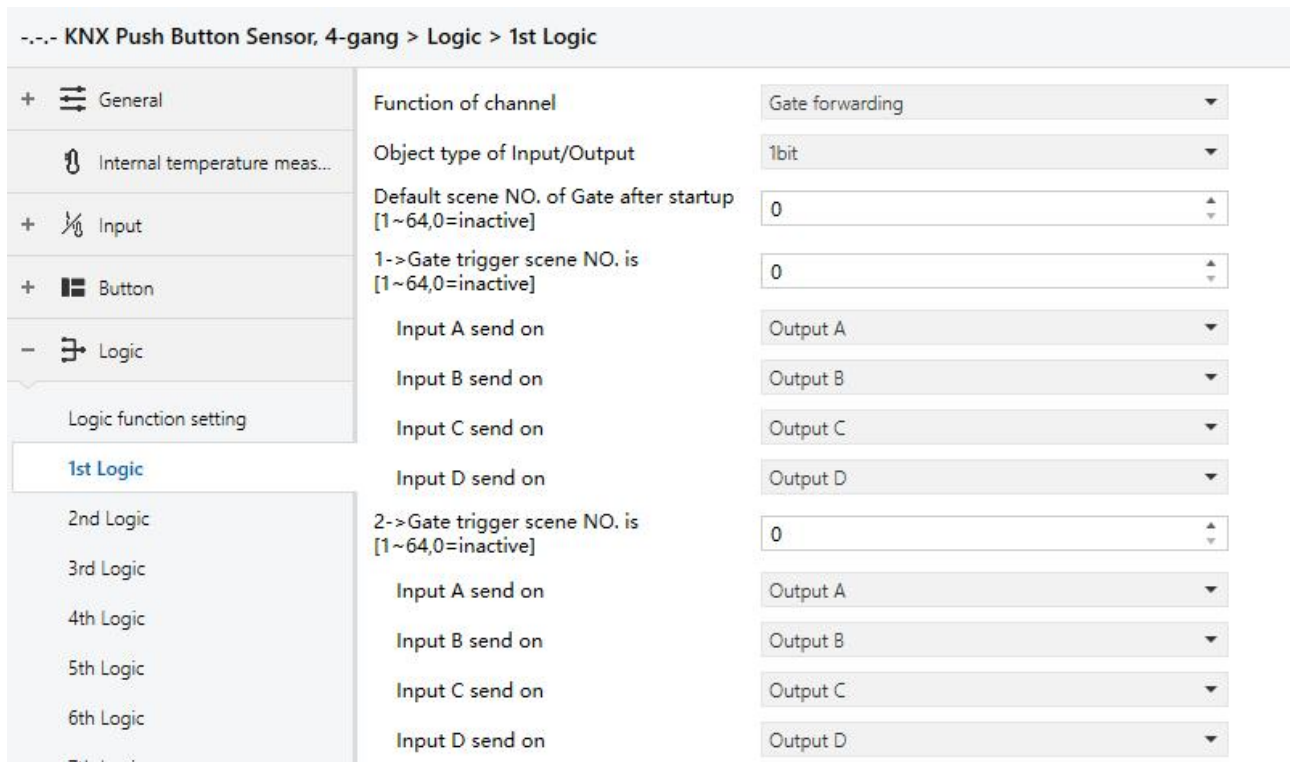 -.-.- KNX Push Button Sensor, 4-gang > Logic > 1st Logic
General
Internal temperature meas...
Input
Button
Logic
Logic function setting
1st Logic
2nd Logic
3rd Logic
4th Logic
5th Logic
6th Logic
Function of channel
Gate forwarding
Object type of Input/Output
1bit
Default scene NO. of Gate after startup
[1~64,0=inactive]
0
1->Gate trigger scene NO. is
[1~64,0=inactive]
0
Input A send on
Output A
Input B send on
Output B
Input C send on
Output C
Input D send on
Output D
2->Gate trigger scene NO. is
[1~64,0=inactive]
0
Input A send on
Output A
Input B send on
Output B
Input C send on
Output C
Input D send on
Output D